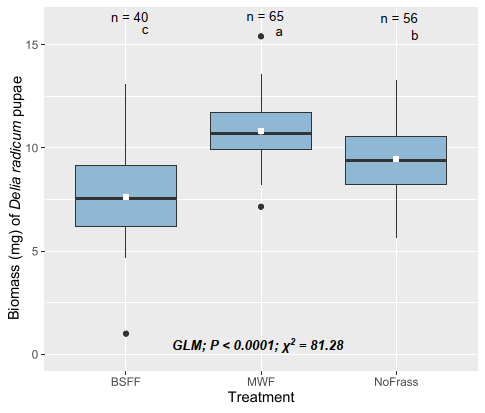 n = 40
n = 65
n = 56
c
a
b
15
10
5
0
Biomass (mg) of Delia radicum pupae
GLM; P < 0.0001; χ² = 81.28
BSFF
MWF
NoFrass
Treatment